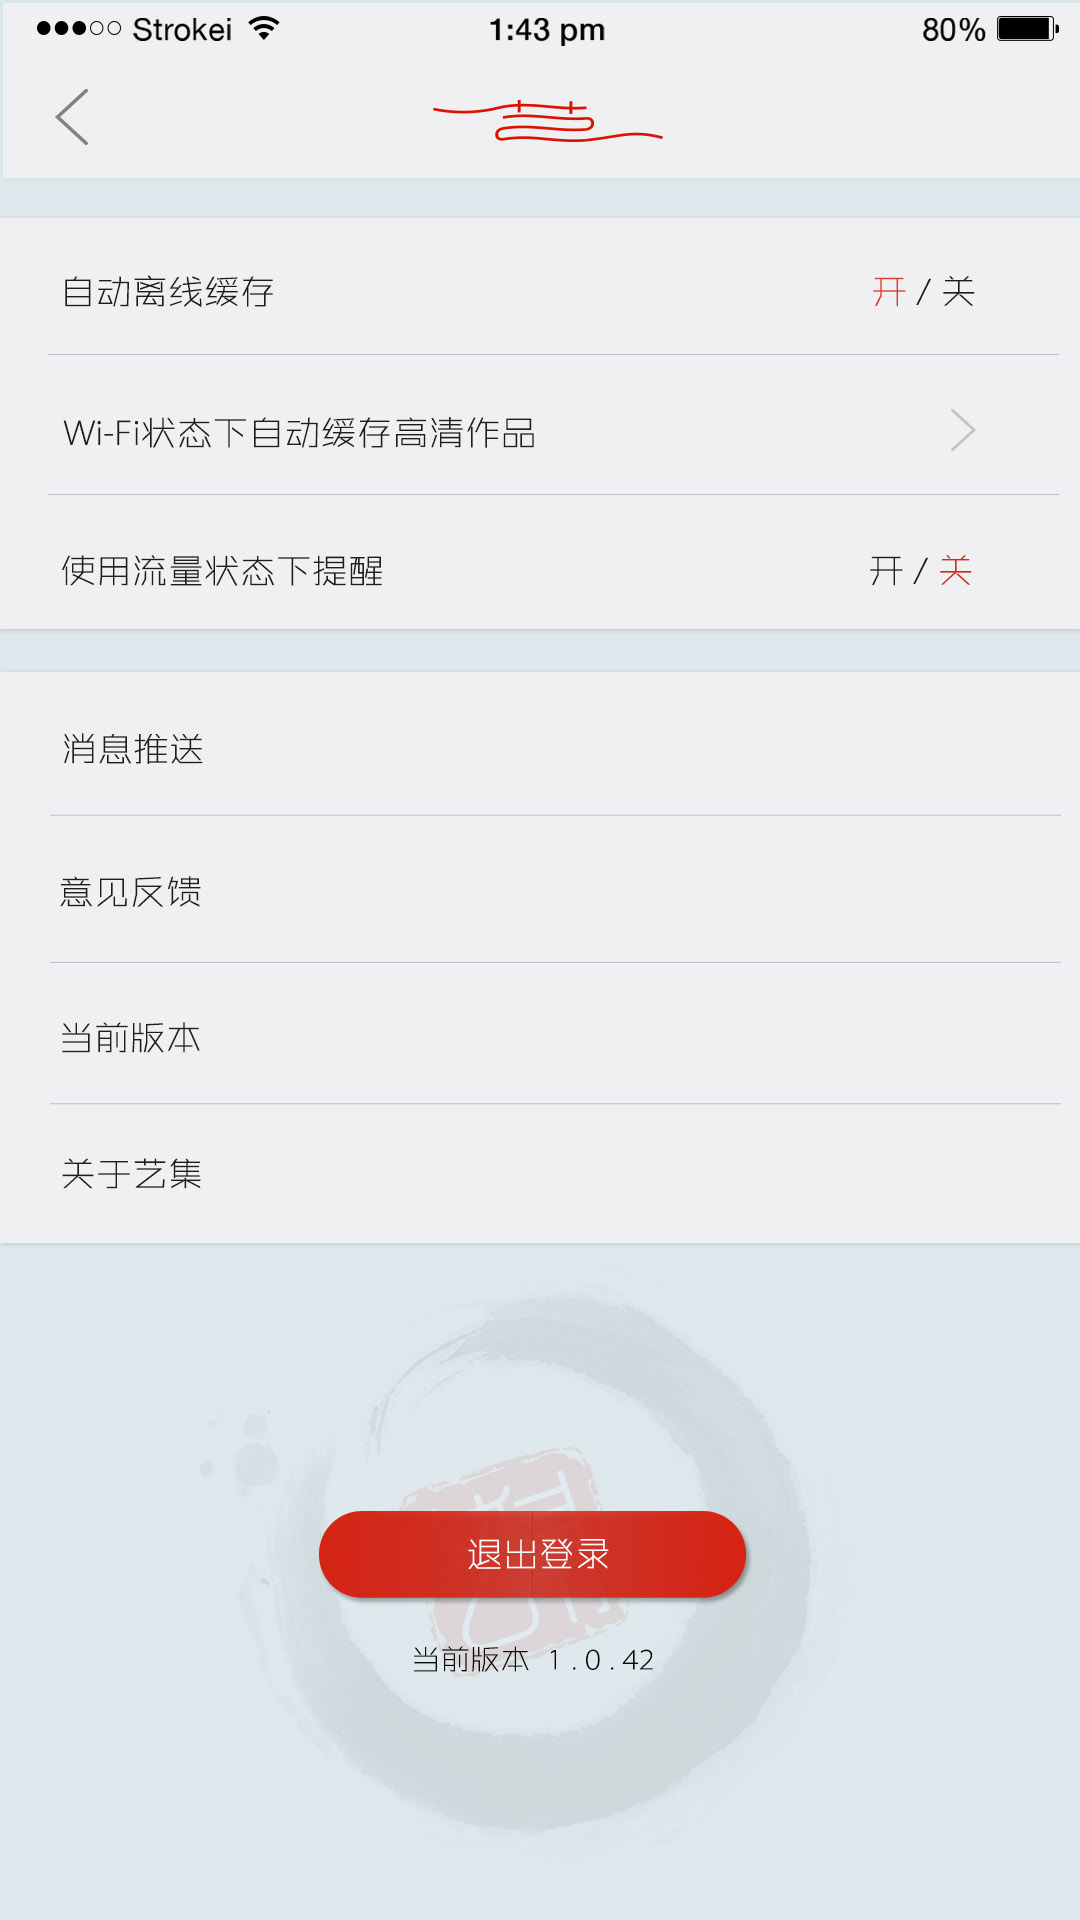 Strokei 1:43 pm 80%
自动离线缓存 开 / 关
Wi-Fi状态下自动缓存高清作品
使用流量状态下提醒 开 / 关
消息推送
意见反馈
当前版本
关于艺集
退出登录
当前版本 1.0.42